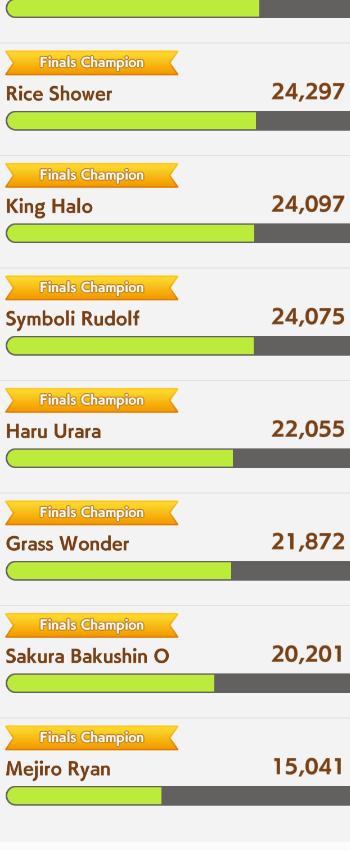 Finals Champion
Rice Shower 24,297
Finals Champion
King Halo 24,097
Finals Champion
Symboli Rudolf 24,075
Finals Champion
Haru Urara 22,055
Finals Champion
Grass Wonder 21,872
Finals Champion
Sakura Bakushin O 20,201
Finals Champion
Mejiro Ryan 15,041